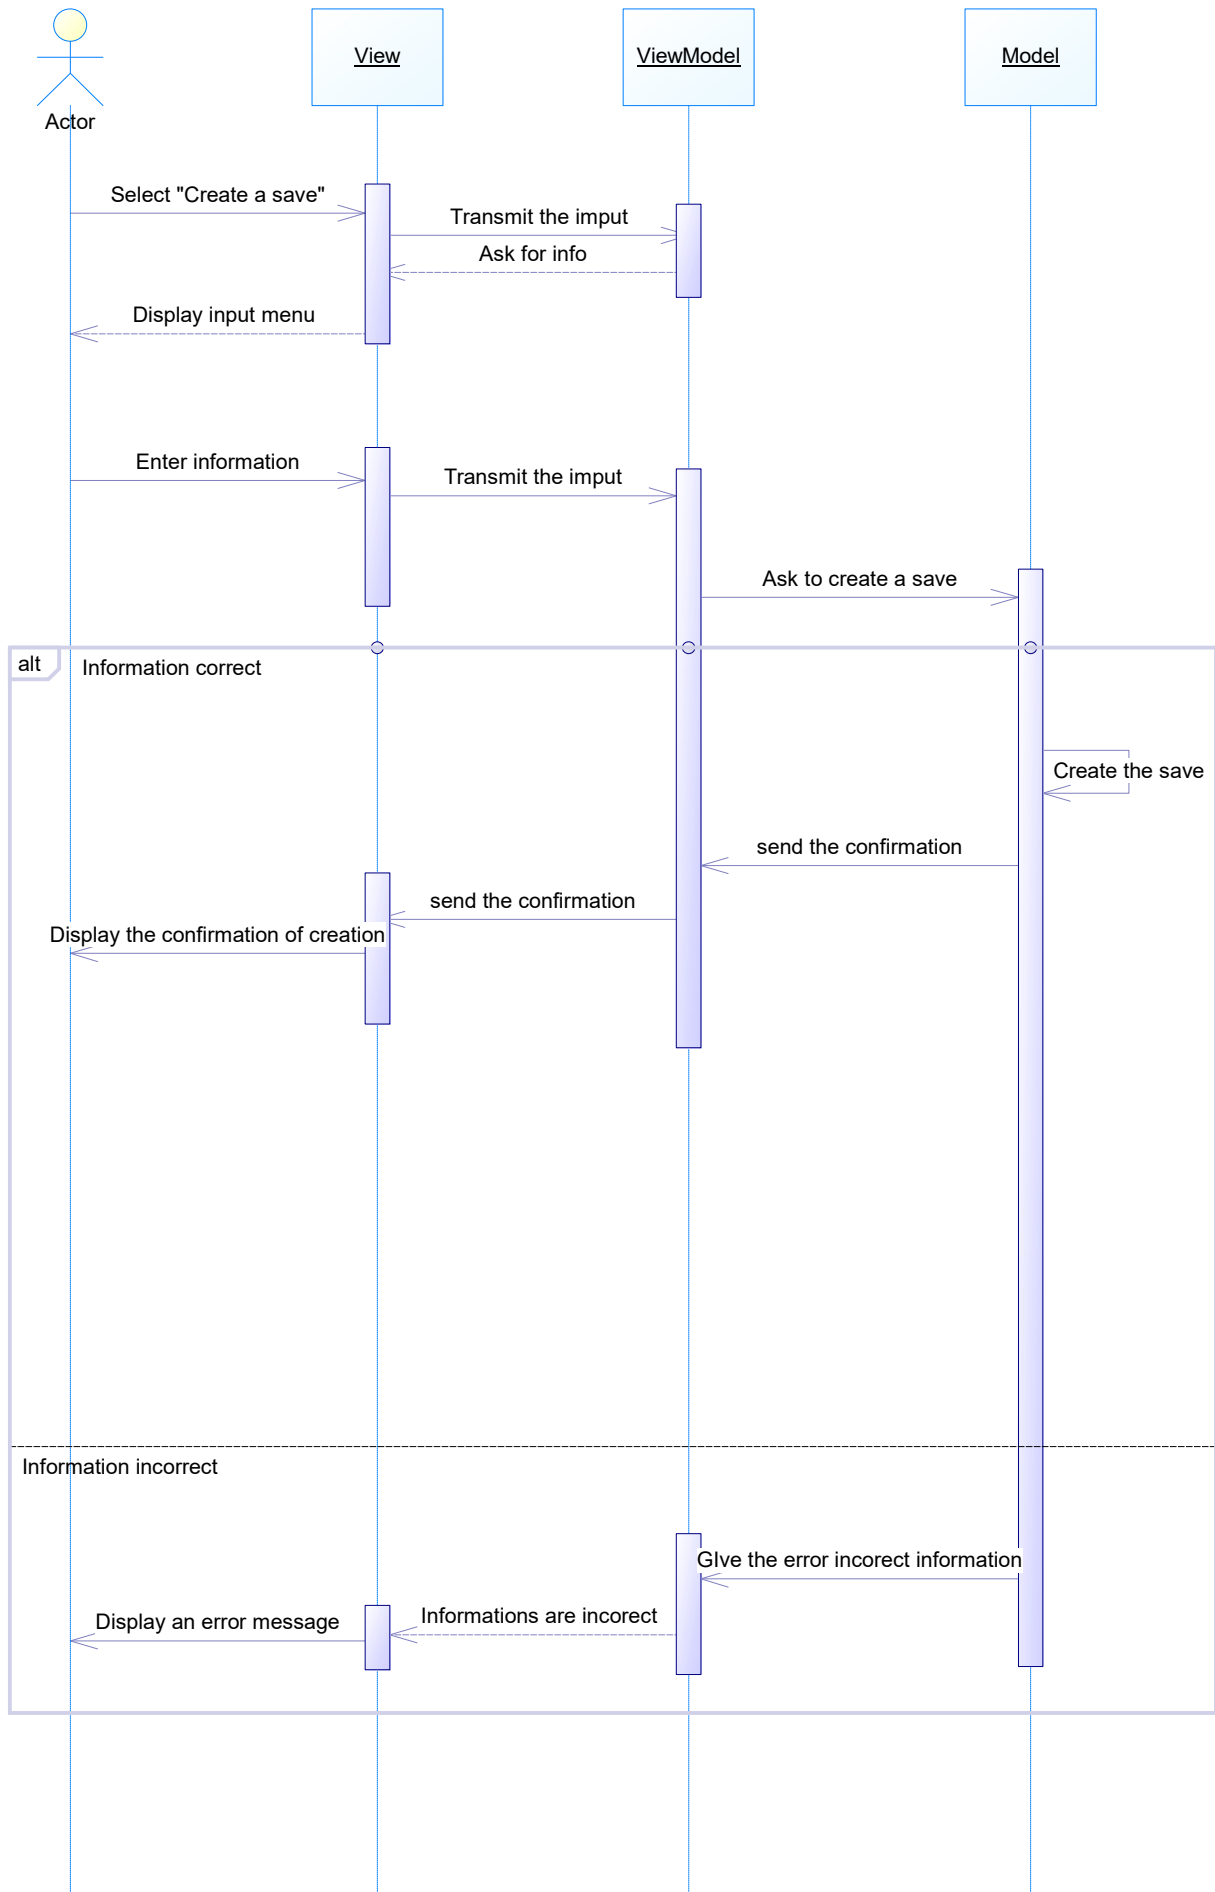 View
ViewModel
Model
Actor
Select "Create a save"
Transmit the imput
Ask for info
Display input menu
Enter information
Transmit the imput
Ask to create a save
alt
Information correct
Create the save
send the confirmation
send the confirmation
Display the confirmation of creation
Information incorrect
GIve the error incorect information
Informations are incorect
Display an error message